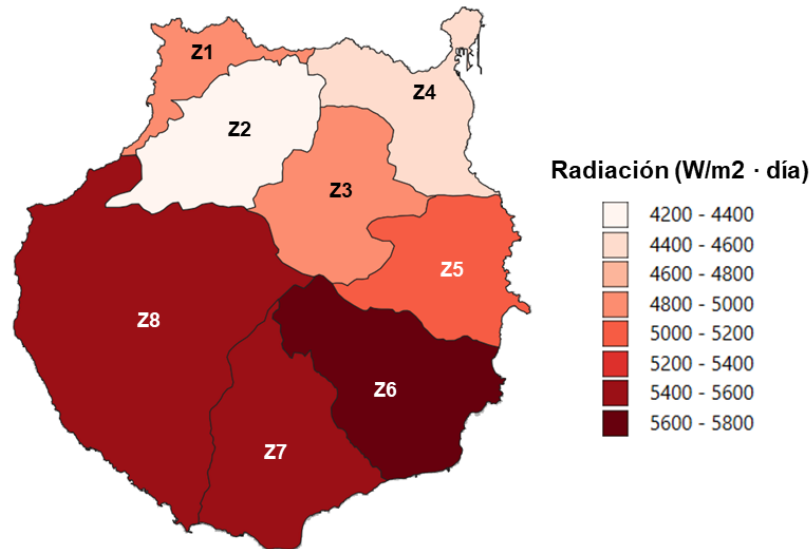 Z1
Z4
Z2
Z3
Z5
Z8
Z6
Z7
Radiación (W/m2 · día)
4200 - 4400
4400 - 4600
4600 - 4800
4800 - 5000
5000 - 5200
5200 - 5400
5400 - 5600
5600 - 5800